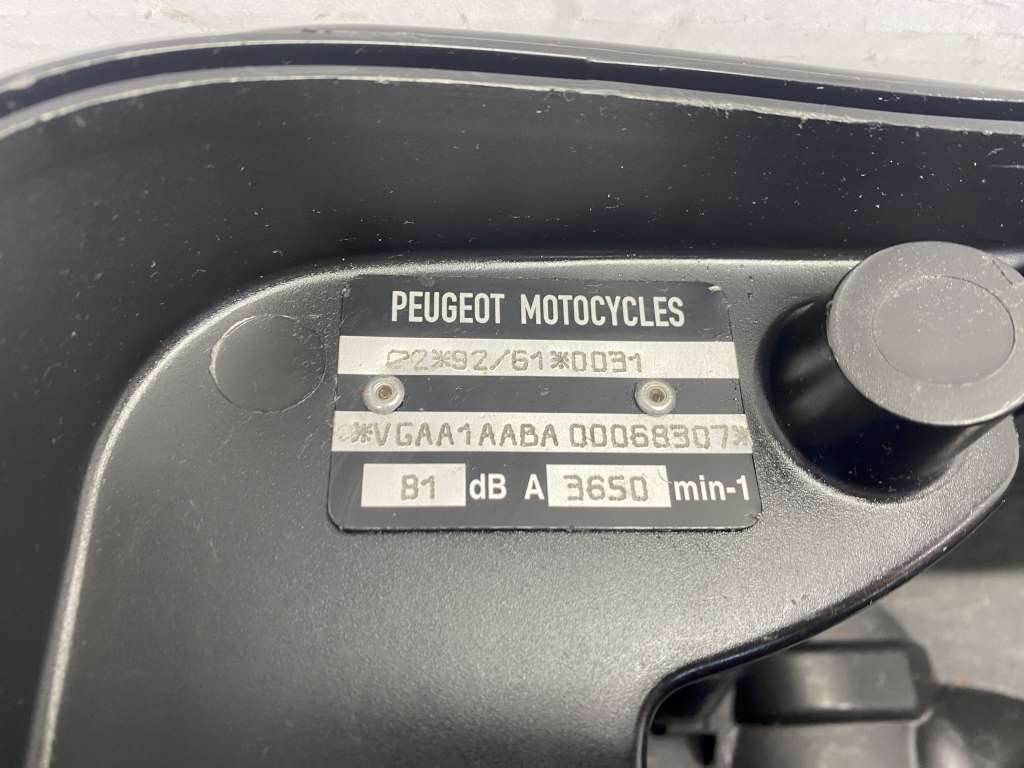 PEUGEOT MOTOCYCLES
e2*92/61*0031
*VGAA1AABA00068307*
81 dB A 3650 min-1